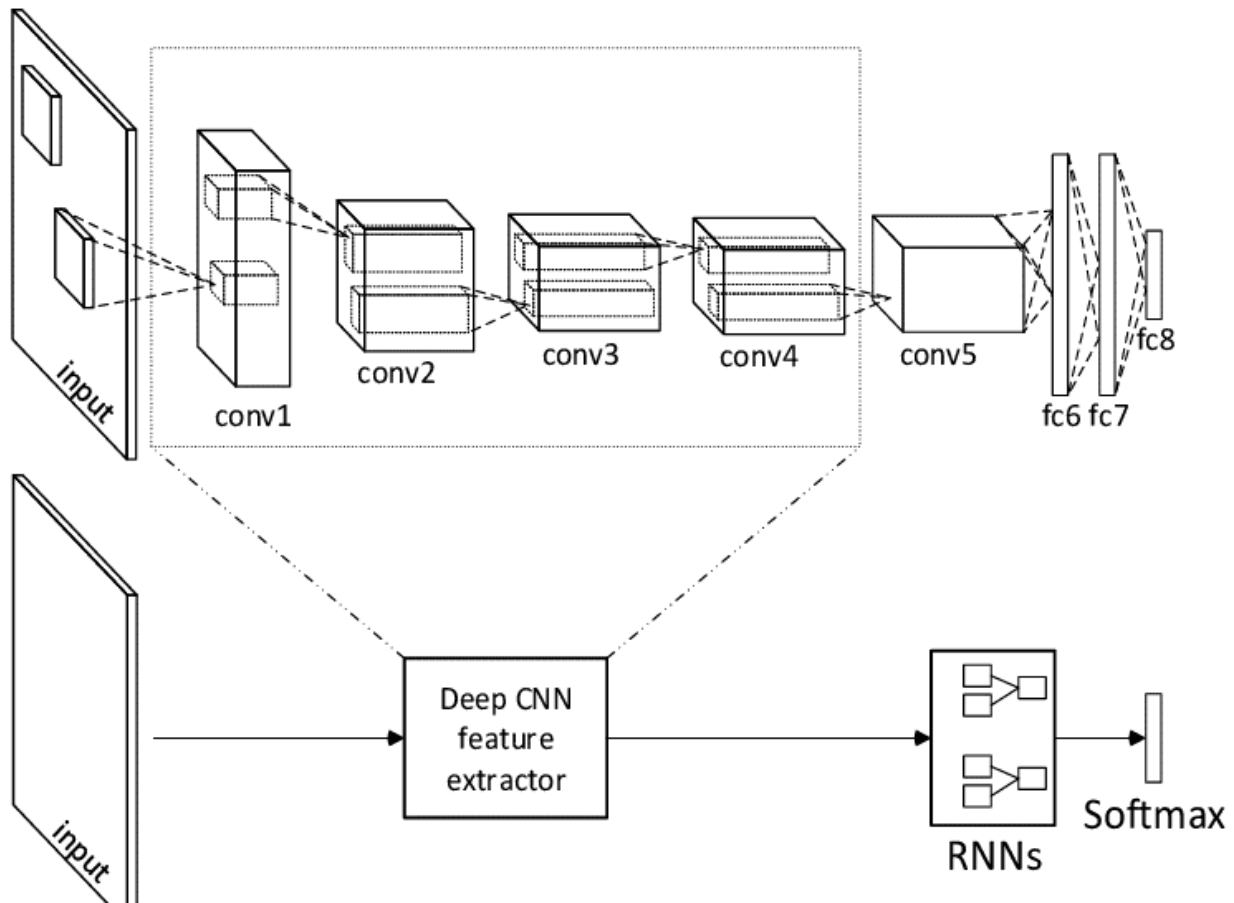 input
conv1
conv2
conv3
conv4
conv5
fc6
fc7
fc8
input
Deep CNN
feature
extractor
RNNs
Softmax